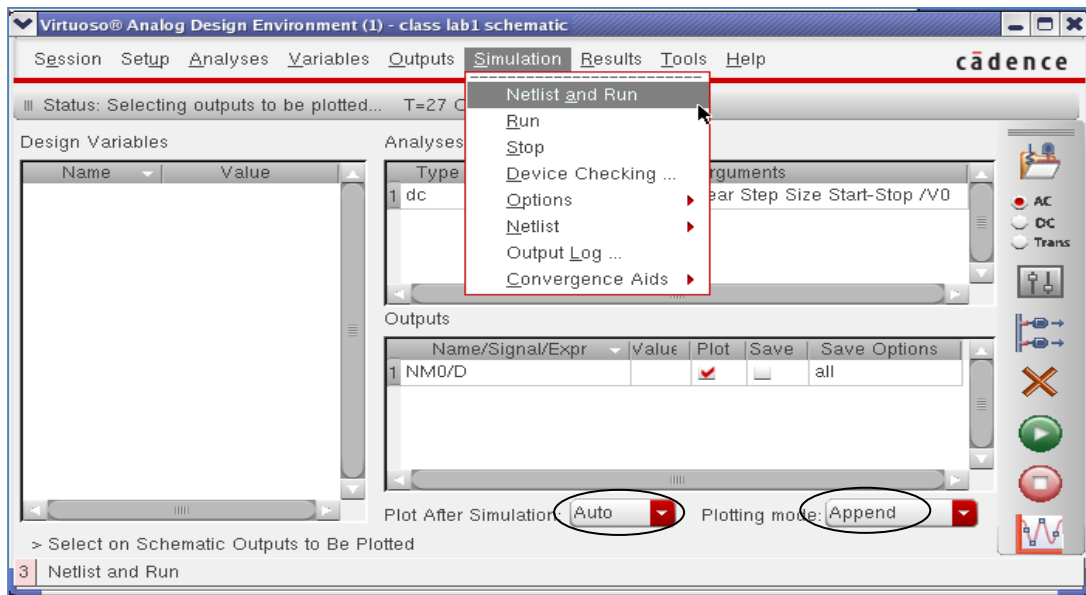 Virtuoso® Analog Design Environment (1) - class lab1 schematic
Session Setup Analyses Variables Outputs Simulation Results Tools Help
cādence
Status: Selecting outputs to be plotted... T=27 C
Netlist and Run
Run
Stop
Device Checking ...
Options
Netlist
Output Log ...
Convergence Aids
Design Variables
Name Value
Analyses
Type rguments
1 dc ear Step Size Start-Stop /V0
AC
DC
Trans
Outputs
Name/Signal/Expr Value Plot Save Save Options
1 NM0/D all
Plot After Simulation: Auto Plotting mode: Append
> Select on Schematic Outputs to Be Plotted
3 Netlist and Run